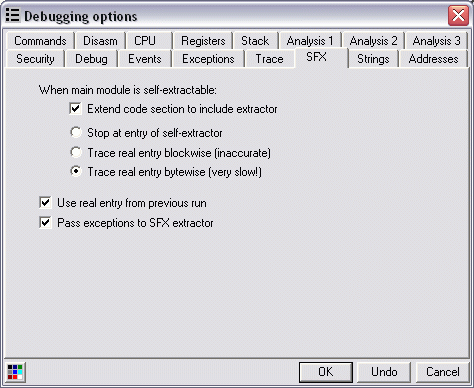 Debugging options
Commands Disasm CPU Registers Stack Analysis 1 Analysis 2 Analysis 3
Security Debug Events Exceptions Trace SFX Strings Addresses
When main module is self-extractable:
Extend code section to include extractor
Stop at entry of self-extractor
Trace real entry blockwise (inaccurate)
Trace real entry bytewise (very slow!)
Use real entry from previous run
Pass exceptions to SFX extractor
OK Undo Cancel